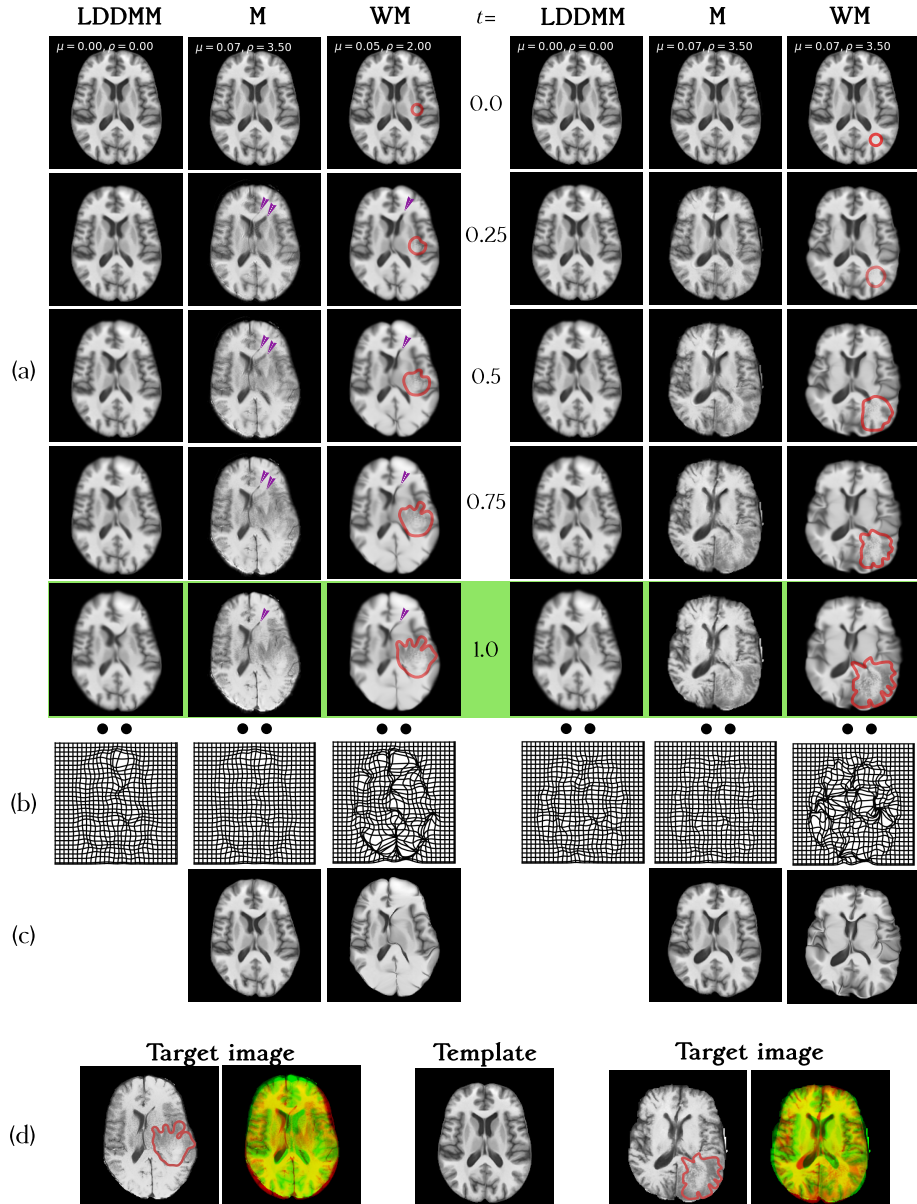 LDDMM M WM t= LDDMM M WM
μ=0.00, ρ=0.00 μ=0.07, ρ=3.50 μ=0.05, ρ=2.00 μ=0.00, ρ=0.00 μ=0.07, ρ=3.50 μ=0.07, ρ=3.50
0.0
0.25
(a) 0.5
0.75
1.0
(b)
(c)
Target image Template Target image
(d)